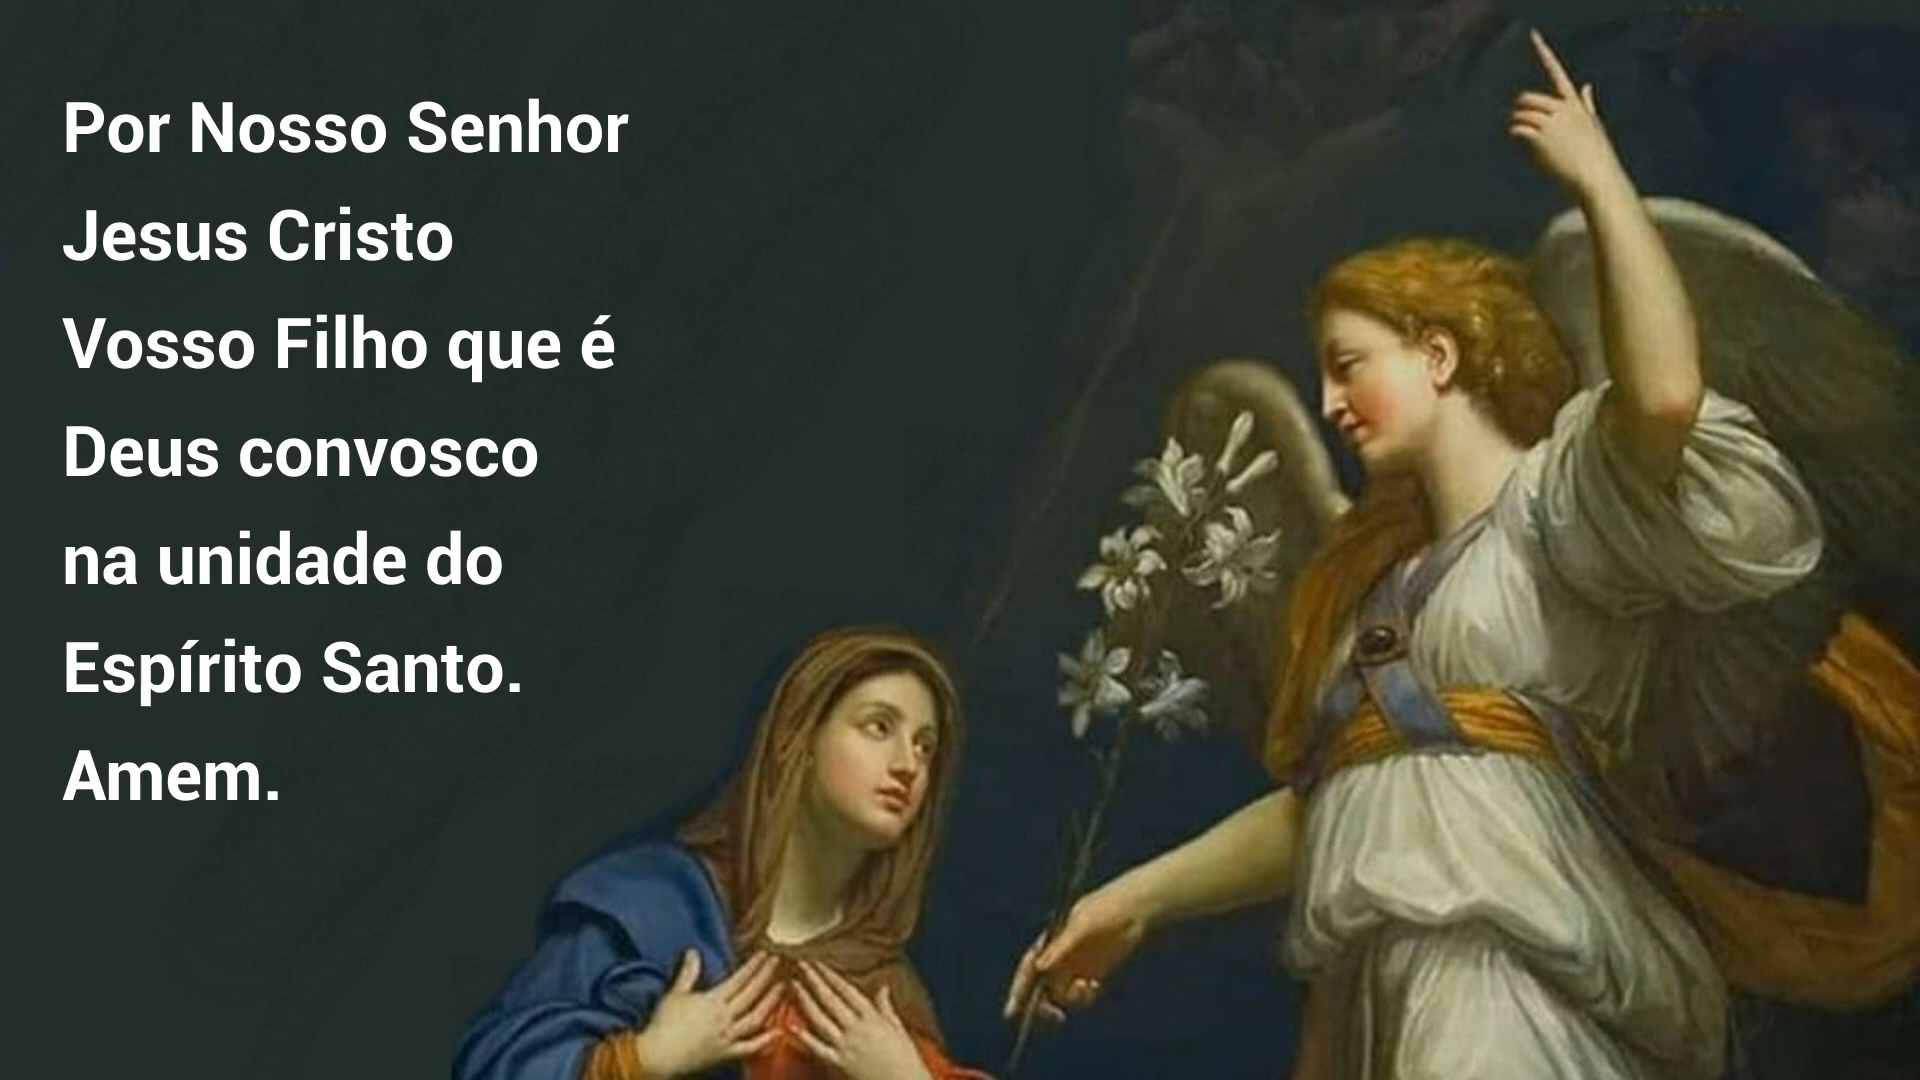 Por Nosso Senhor
Jesus Cristo
Vosso Filho que é
Deus convosco
na unidade do
Espírito Santo.
Amem.